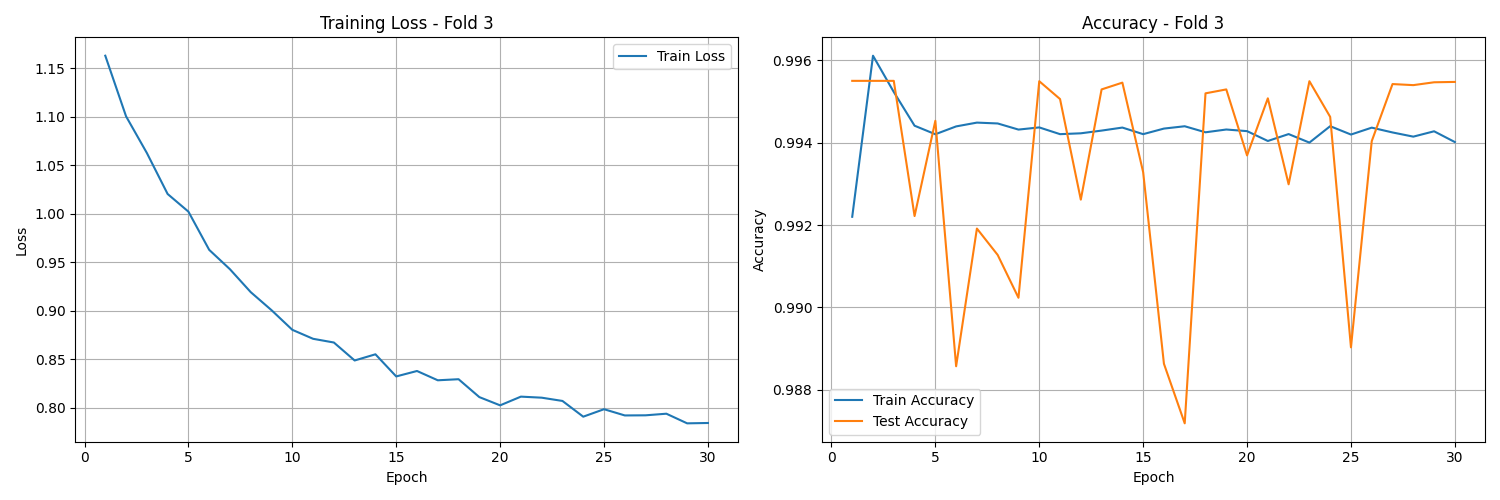 Training Loss - Fold 3
Train Loss
1.15
1.10
1.05
1.00
0.95
0.90
0.85
0.80
Loss
0 5 10 15 20 25 30
Epoch
Accuracy - Fold 3
0.996
0.994
0.992
0.990
0.988
Accuracy
Train Accuracy
Test Accuracy
0 5 10 15 20 25 30
Epoch